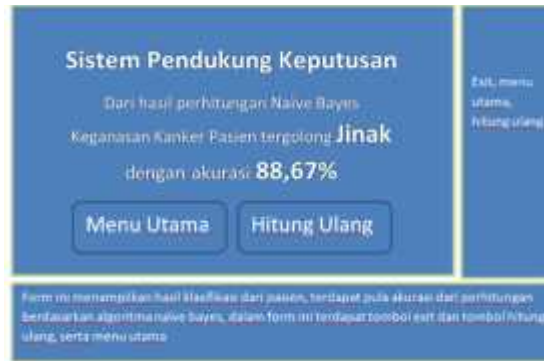 Sistem Pendukung Keputusan
Dari hasil perhitungan Naive Bayes
Keganasan Kanker Pasien tergolong Jinak
dengan akurasi 88,67%
Menu Utama
Hitung Ulang
Exit, menu
utama,
hitung ulang
Form ini menampilkan hasil klasifikasi dari pasien, terdapat pula akurasi dari perhitungan
berdasarkan algoritma naive bayes, dalam form ini terdapat tombol exit dan tombol hitung
ulang, serta menu utama